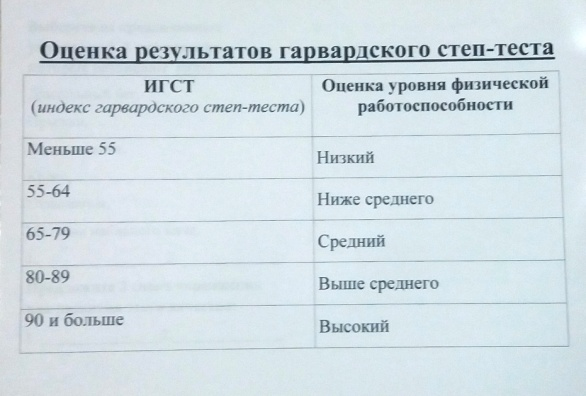 Оценка результатов гарвардского степ-теста
ИГСТ
(индекс гарвардского степ-теста)
Оценка уровня физической
работоспособности
Меньше 55
Низкий
55-64
Ниже среднего
65-79
Средний
80-89
Выше среднего
90 и больше
Высокий